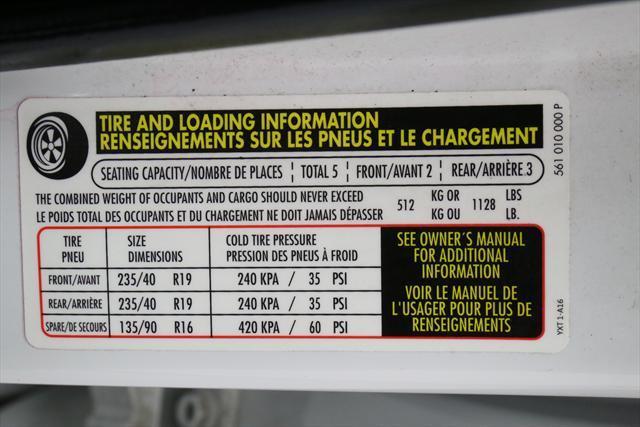 TIRE AND LOADING INFORMATION
RENSEIGNEMENTS SUR LES PNEUS ET LE CHARGEMENT
SEATING CAPACITY/NOMBRE DE PLACES TOTAL 5 FRONT/AVANT 2 REAR/ARRIÈRE 3
THE COMBINED WEIGHT OF OCCUPANTS AND CARGO SHOULD NEVER EXCEED 512 KG OR 1128 LBS
LE POIDS TOTAL DES OCCUPANTS ET DU CHARGEMENT NE DOIT JAMAIS DÉPASSER KG OU LB.
TIRE SIZE COLD TIRE PRESSURE
PNEU DIMENSIONS PRESSION DES PNEUS À FROID
FRONT/AVANT 235/40 R19 240 KPA / 35 PSI
REAR/ARRIÈRE 235/40 R19 240 KPA / 35 PSI
SPARE/DE SECOURS 135/90 R16 420 KPA / 60 PSI
SEE OWNER'S MANUAL
FOR ADDITIONAL
INFORMATION
VOIR LE MANUEL DE
L'USAGER POUR PLUS DE
RENSEIGNEMENTS
561 010 000 P
YXT 1-A16